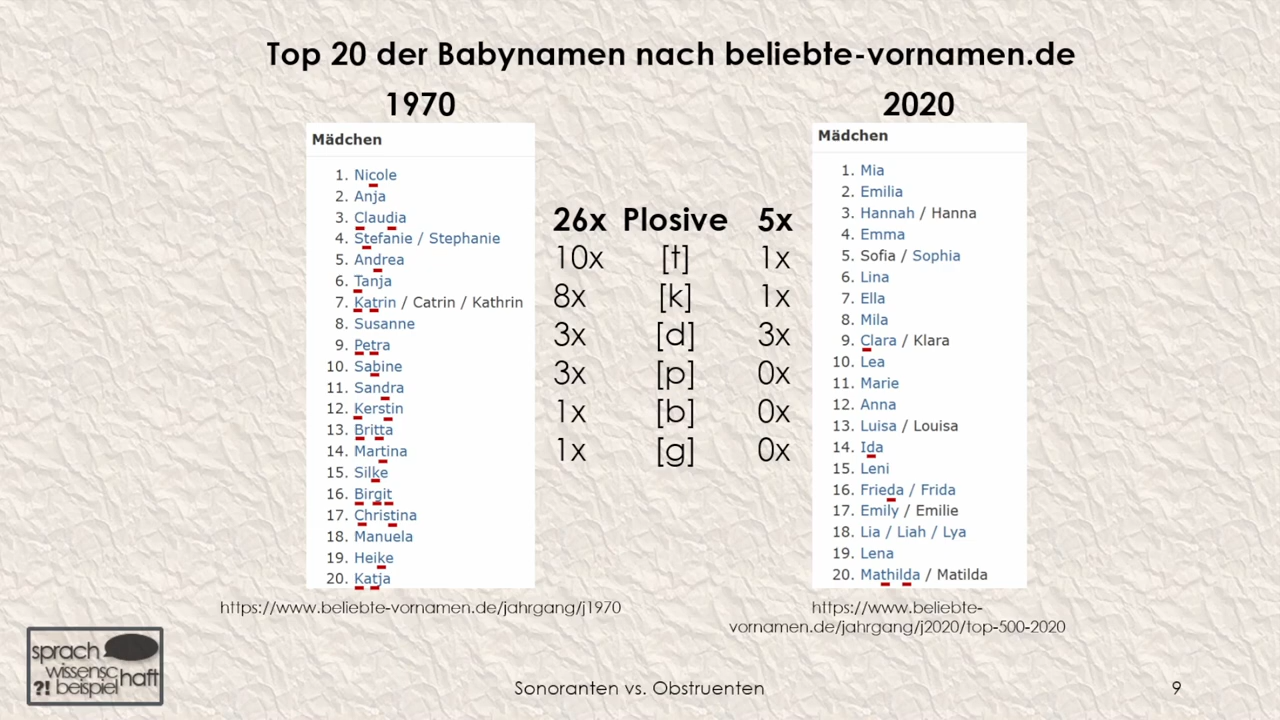 Top 20 der Babynamen nach beliebte-vornamen.de
1970
Mädchen
1. Nicole
2. Anja
3. Claudia
4. Stefanie / Stephanie
5. Andrea
6. Tanja
7. Katrin / Catrin / Kathrin
8. Susanne
9. Petra
10. Sabine
11. Sandra
12. Kerstin
13. Britta
14. Martina
15. Silke
16. Birgit
17. Christina
18. Manuela
19. Heike
20. Katja
https://www.beliebte-vornamen.de/jahrgang/j1970
26x Plosive 5x
10x [t] 1x
8x [k] 1x
3x [d] 3x
3x [p] 0x
1x [b] 0x
1x [g] 0x
2020
Mädchen
1. Mia
2. Emilia
3. Hannah / Hanna
4. Emma
5. Sofia / Sophia
6. Lina
7. Ella
8. Mila
9. Clara / Klara
10. Lea
11. Marie
12. Anna
13. Luisa / Louisa
14. Ida
15. Leni
16. Frieda / Frida
17. Emily / Emilie
18. Lia / Liah / Lya
19. Lena
20. Mathilda / Matilda
https://www.beliebte-
vornamen.de/jahrgang/j2020/top-500-2020
sprach
wissensc
haft
?! beispiel
Sonoranten vs. Obstruenten
9